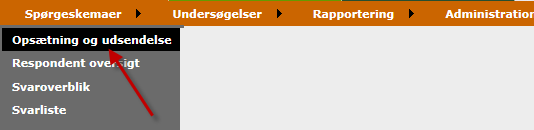 Spørgeskemaer Undersøgelser Rapportering Administration
Opsætning og udsendelse
Respondent oversigt
Svaroverblik
Svarliste